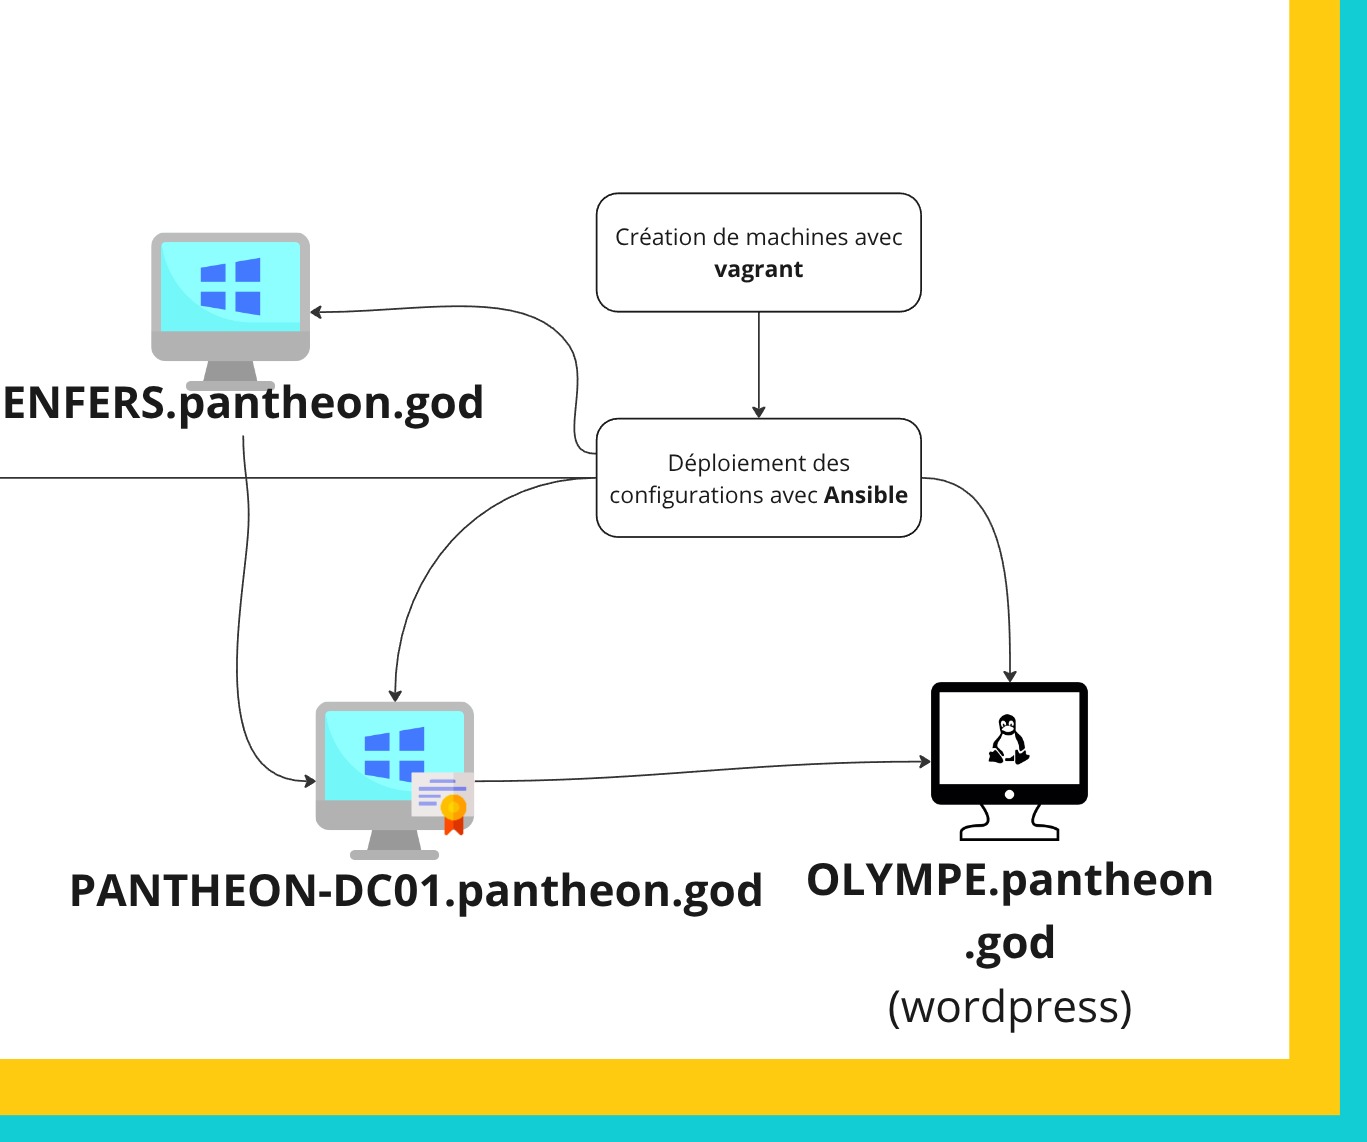 Création de machines avec
vagrant
ENFERS.pantheon.god
Déploiement des
configurations avec Ansible
PANTHEON-DC01.pantheon.god
OLYMPE.pantheon
.god
(wordpress)